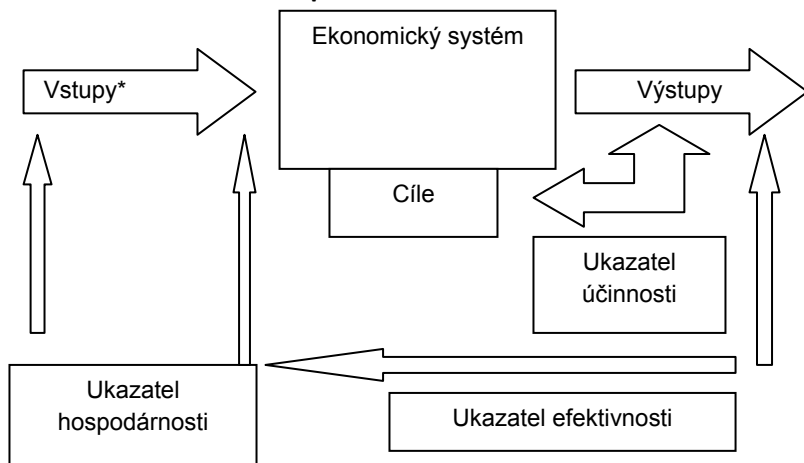 Ekonomický systém
Vstupy*
Výstupy
Cíle
Ukazatel
účinnosti
Ukazatel
hospodárnosti
Ukazatel efektivnosti